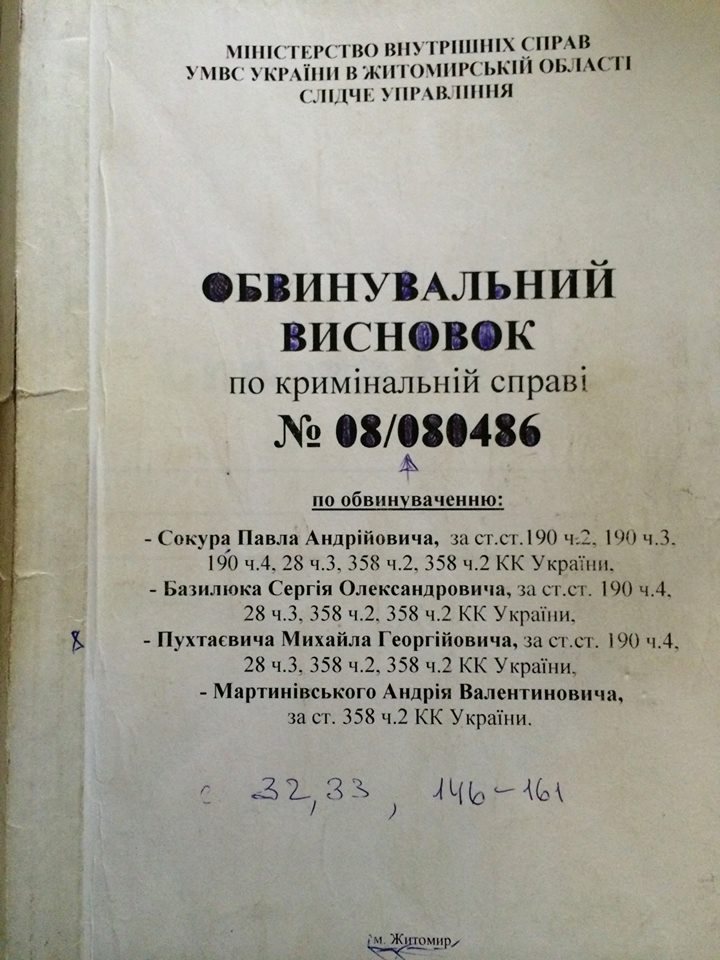 МІНІСТЕРСТВО ВНУТРІШНІХ СПРАВ
УМВС УКРАЇНИ В ЖИТОМИРСЬКІЙ ОБЛАСТІ
СЛІДЧЕ УПРАВЛІННЯ
ОБВИНУВАЛЬНИЙ
ВИСНОВОК
по кримінальній справі
№ 08/080486
по обвинуваченню:
- Сокура Павла Андрійовича, за ст.ст.190 ч.2, 190 ч.3,
190 ч.4, 28 ч.3, 358 ч.2, 358 ч.2 КК України,
- Базилюка Сергія Олександровича, за ст.ст. 190 ч.4,
28 ч.3, 358 ч.2, 358 ч.2 КК України,
8
- Пухтаєвича Михайла Георгійовича, за ст.ст. 190 ч.4,
28 ч.3, 358 ч.2, 358 ч.2 КК України,
- Мартинівського Андрія Валентиновича,
за ст. 358 ч.2 КК України.
с 32,33, 146-161
м. Житомир